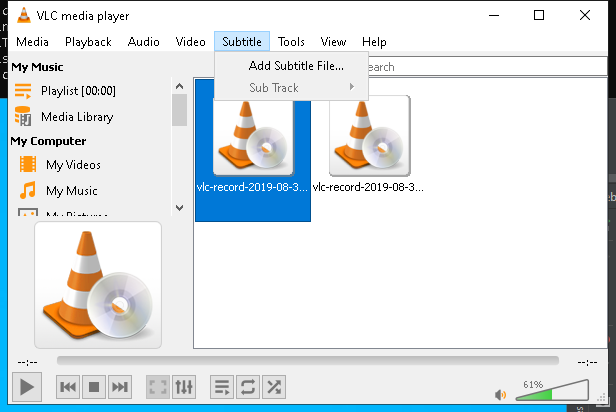 VLC media player
Media Playback Audio Video Subtitle Tools View Help
My Music
Playlist [00:00]
Media Library
My Computer
My Videos
My Music
My Pictures
Add Subtitle File...
Sub Track
earch
vlc-record-2019-08-3... vlc-record-2019-08-3...
--:-- --:--
61%